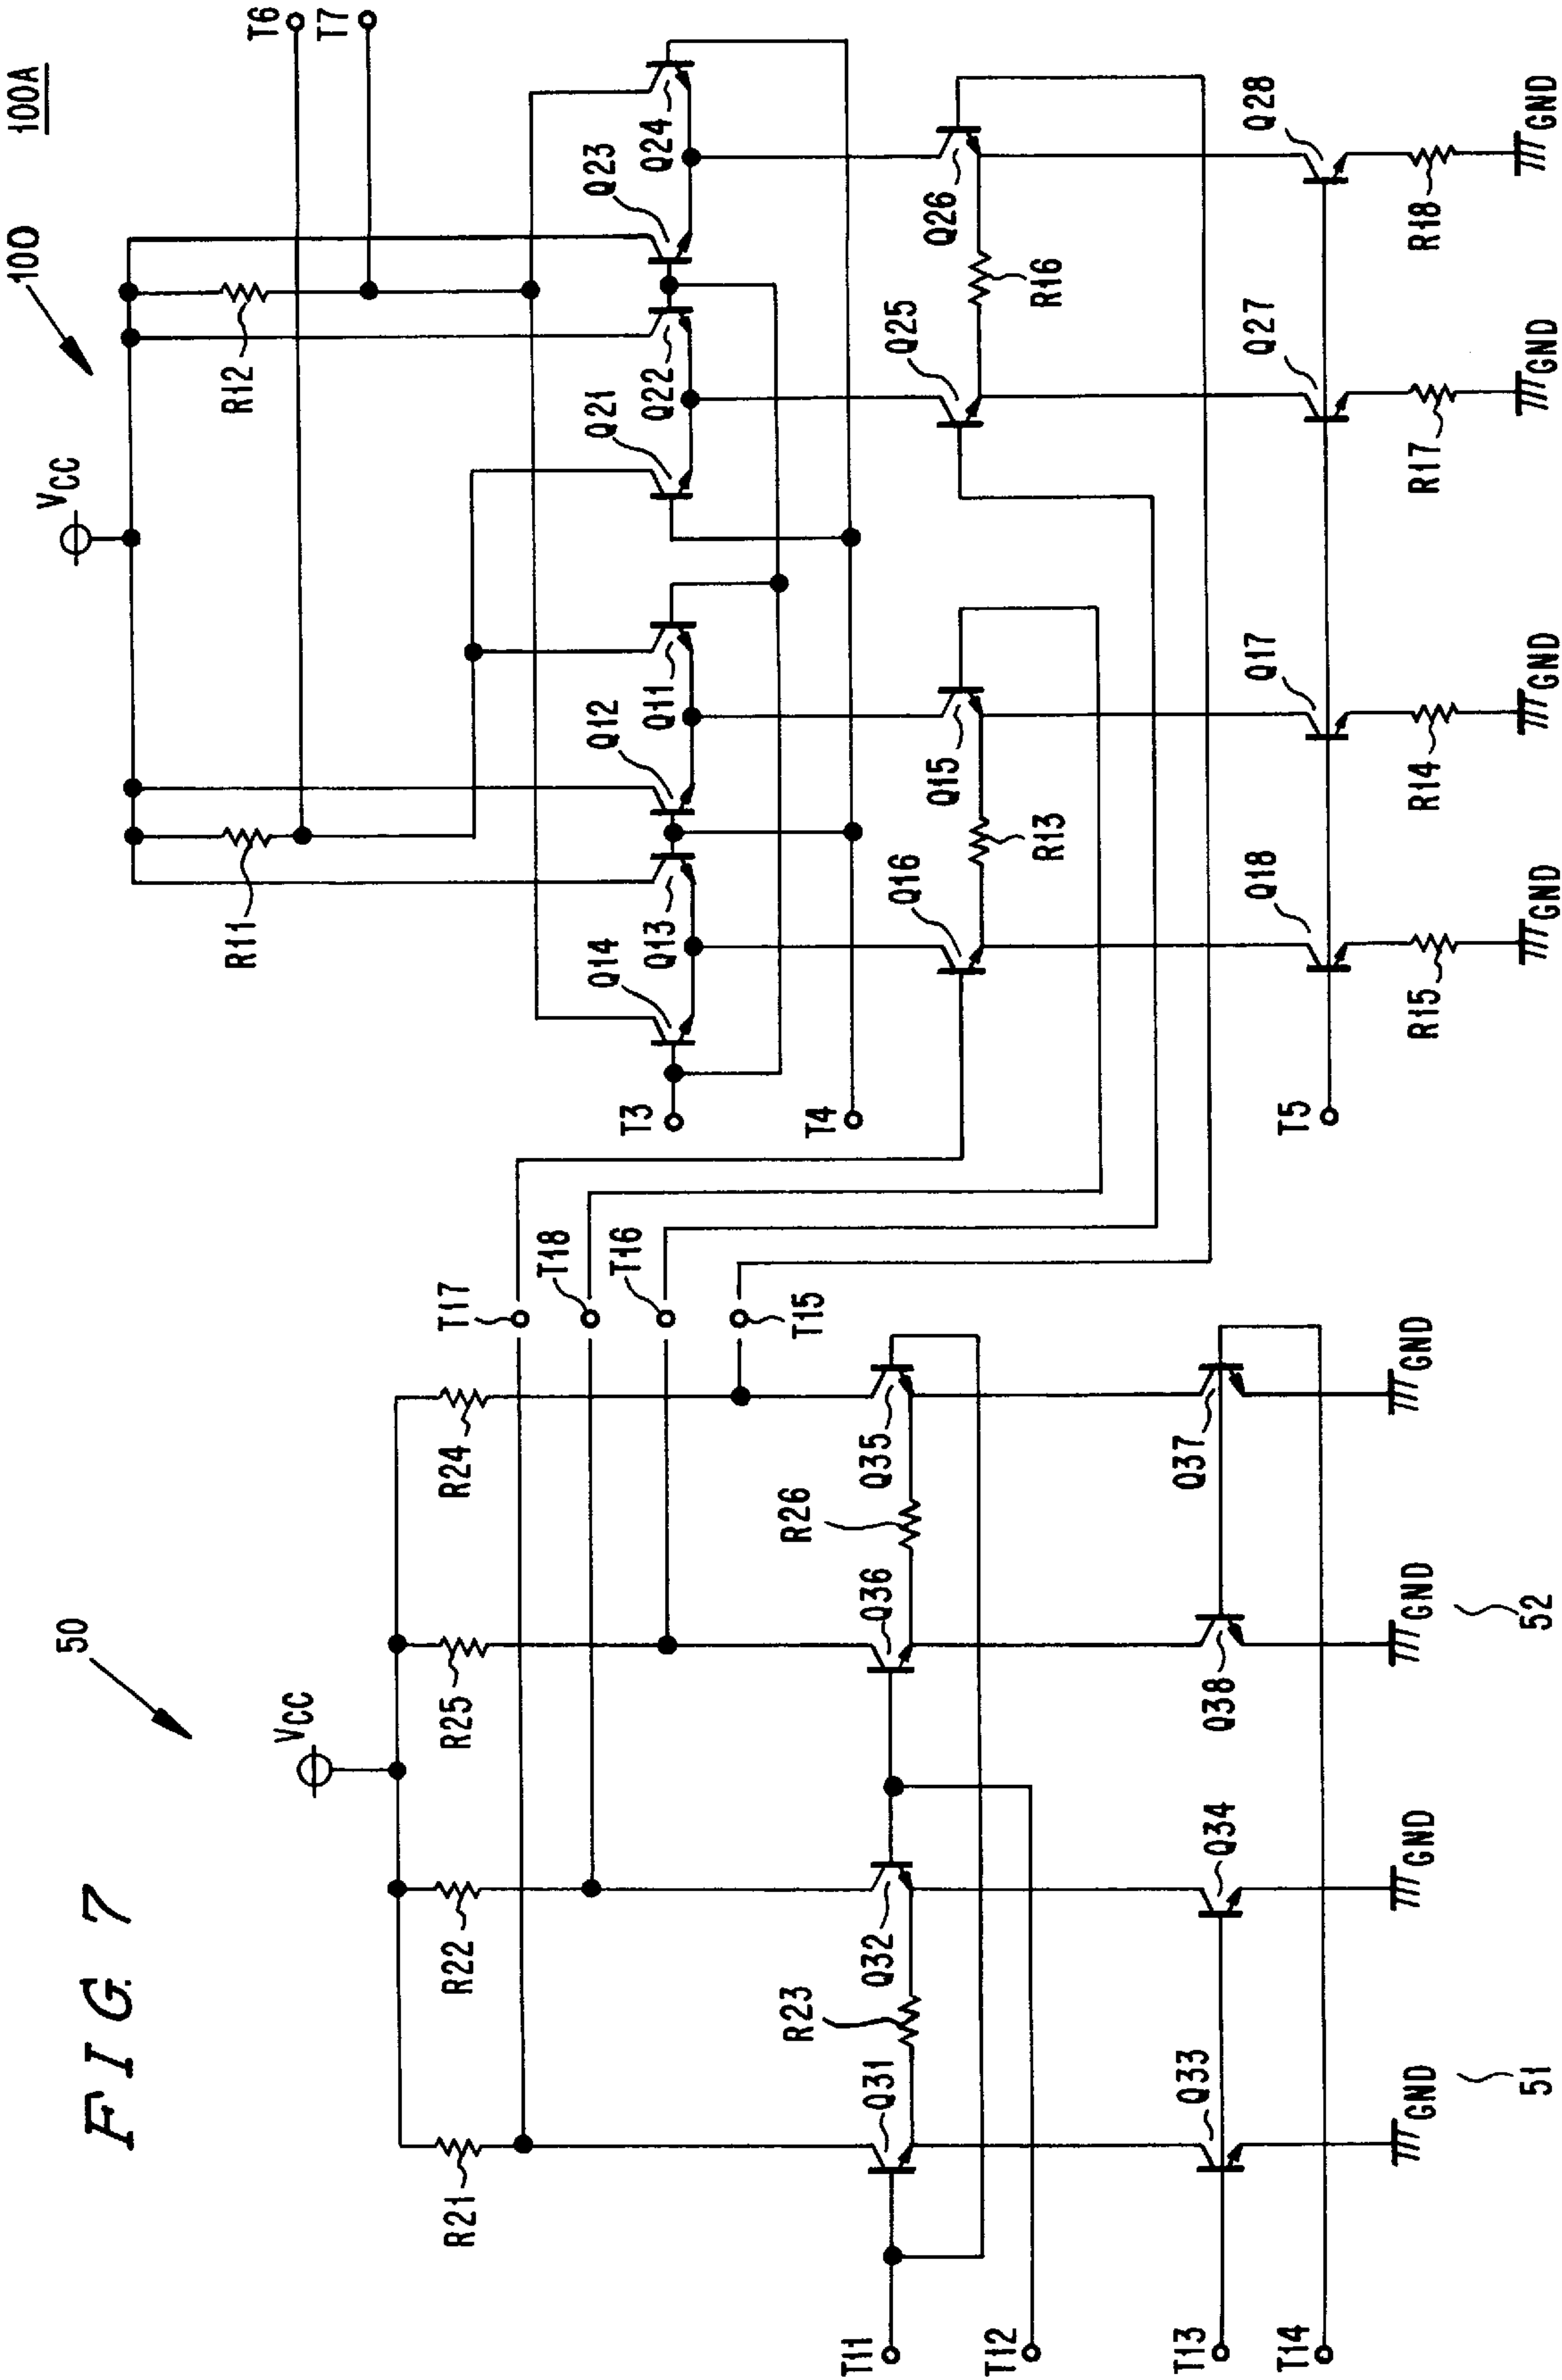 FIG. 7
50
100
100A
VCC
R21
R22
R25
R24
T17
T18
T16
T15
Q31
R23
Q32
Q36
R26
Q35
T11
T12
Q33
Q34
Q38
Q37
T13
T14
GND
GND
GND
GND
51
52
VCC
R11
R12
T6
T7
Q14
Q13
Q12
Q11
Q21
Q22
Q23
Q24
T3
T4
Q16
R13
Q15
Q25
R16
Q26
Q18
Q17
Q27
Q28
T5
R15
R14
R17
R18
GND
GND
GND
GND